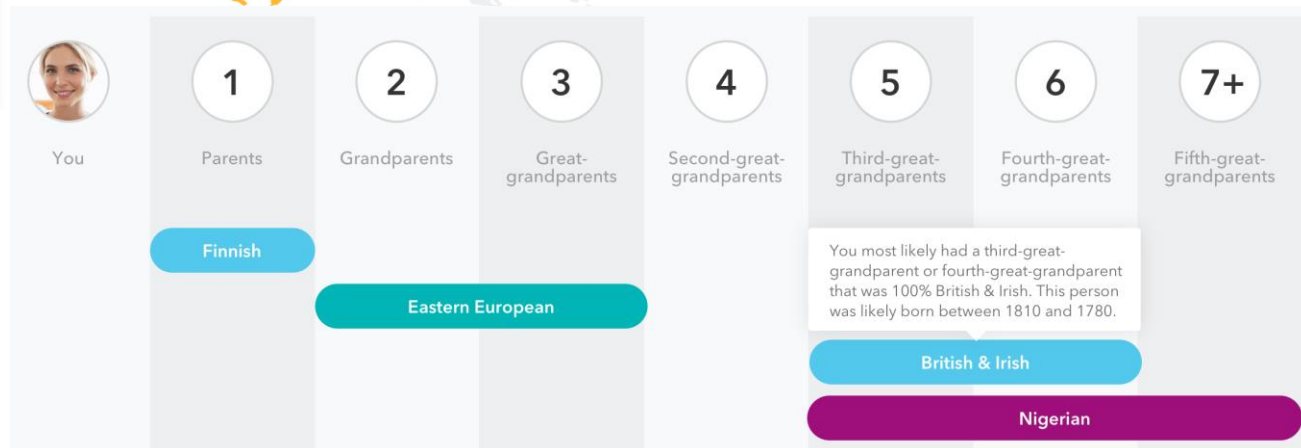 1
2
3
4
5
6
7+
You
Parents
Grandparents
Great-
grandparents
Second-great-
grandparents
Third-great-
grandparents
Fourth-great-
grandparents
Fifth-great-
grandparents
Finnish
Eastern European
You most likely had a third-great-
grandparent or fourth-great-grandparent
that was 100% British & Irish. This person
was likely born between 1810 and 1780.
British & Irish
Nigerian